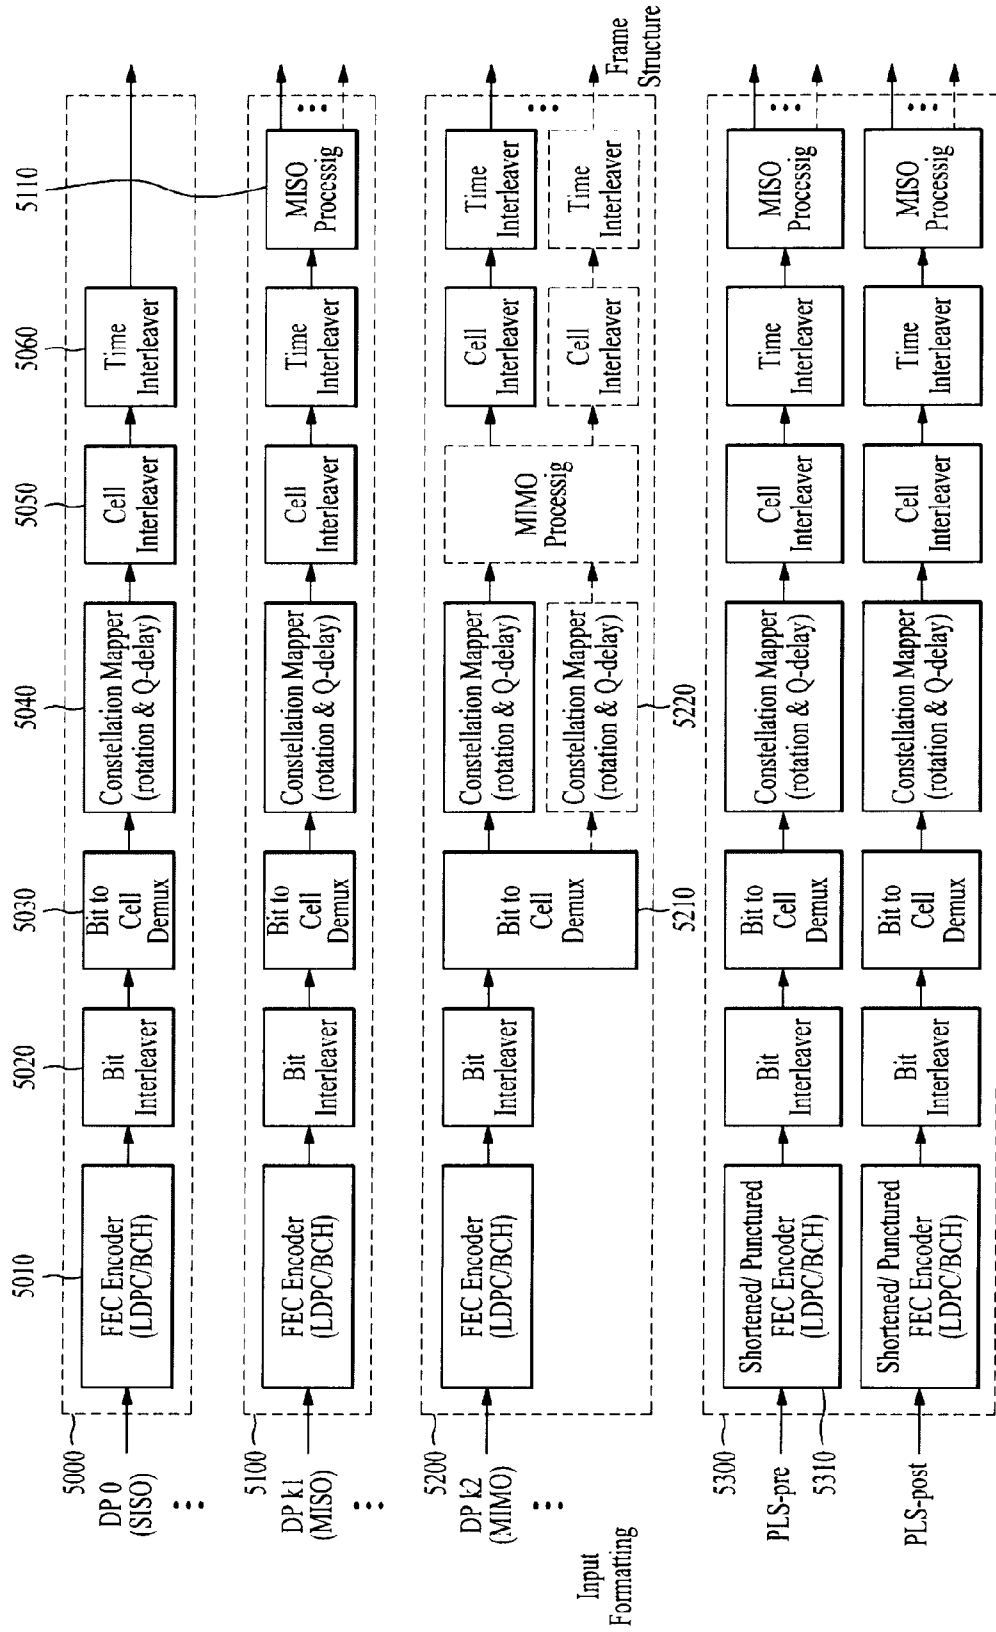 5010
5020
5030
5040
5050
5060
5110
5000
DP 0
(SISO)
FEC Encoder
(LDPC/BCH)
Bit
Interleaver
Bit to
Cell
Demux
Constellation Mapper
(rotation & Q-delay)
Cell
Interleaver
Time
Interleaver
5100
DP k1
(MISO)
FEC Encoder
(LDPC/BCH)
Bit
Interleaver
Bit to
Cell
Demux
Constellation Mapper
(rotation & Q-delay)
Cell
Interleaver
Time
Interleaver
MISO
Processig
5200
DP k2
(MIMO)
FEC Encoder
(LDPC/BCH)
Bit
Interleaver
Bit to
Cell
Demux
Constellation Mapper
(rotation & Q-delay)
Constellation Mapper
(rotation & Q-delay)
MIMO
Processig
Cell
Interleaver
Time
Interleaver
Cell
Interleaver
Time
Interleaver
Input
Formatting
5210
5220
Frame
Structure
5300
PLS-pre
5310
Shortened/ Punctured
FEC Encoder
(LDPC/BCH)
Bit
Interleaver
Bit to
Cell
Demux
Constellation Mapper
(rotation & Q-delay)
Cell
Interleaver
Time
Interleaver
MISO
Processig
PLS-post
Shortened/ Punctured
FEC Encoder
(LDPC/BCH)
Bit
Interleaver
Bit to
Cell
Demux
Constellation Mapper
(rotation & Q-delay)
Cell
Interleaver
Time
Interleaver
MISO
Processig